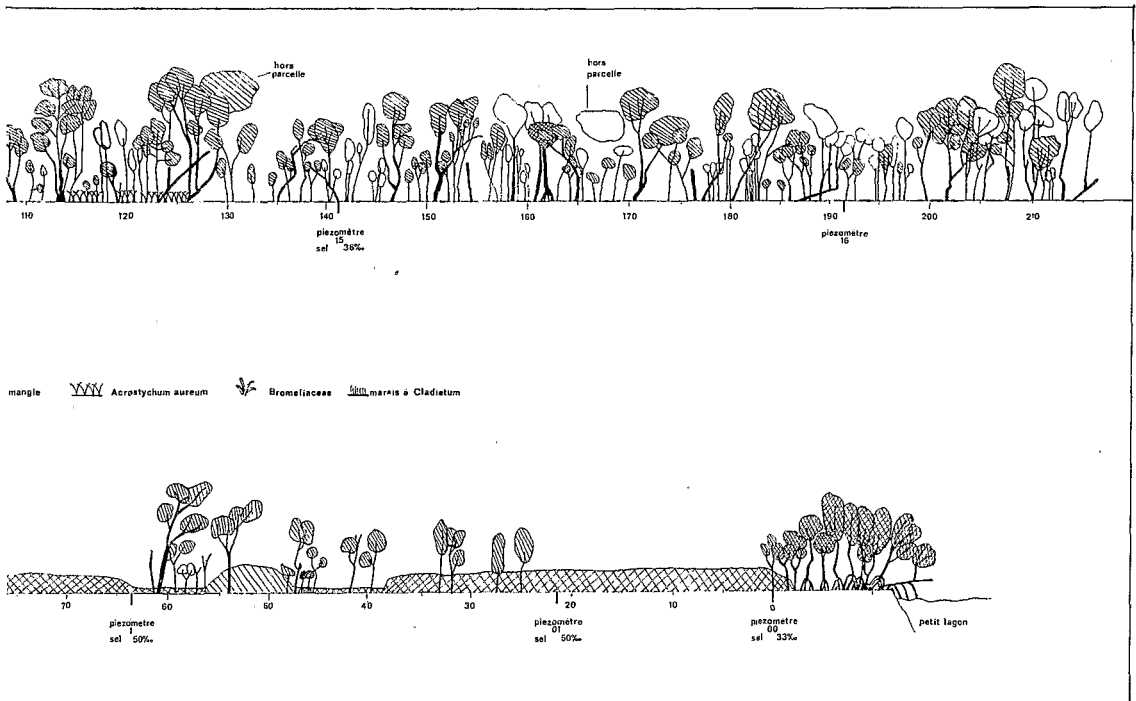 hors
parcelle
hors
parcelle
110 120 130 140 150 160 170 180 190 200 210
piezomètre
15
sel 36‰
piezomètre
16
mangle Acrostychum aureum Bromeliaceae marais à Cladietum
70 60 50 40 30 20 10 0
piezomètre
1
sel 50‰
piezomètre
01
sel 50‰
piezometre
00
sel 33‰
petit lagon